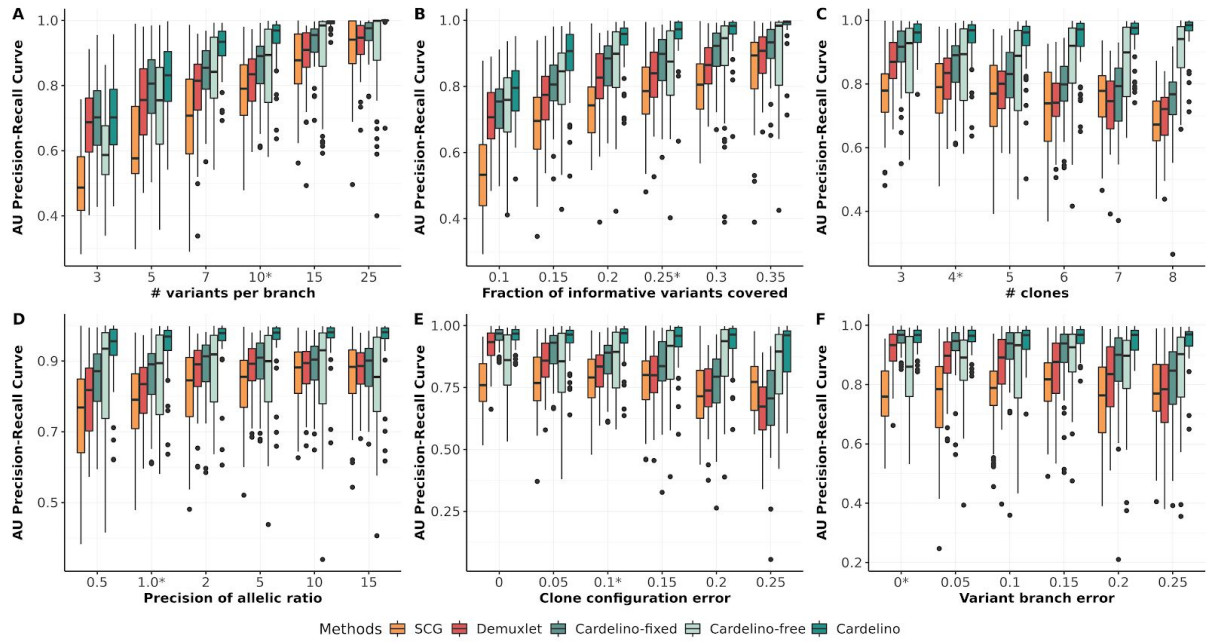 A
AU Precision-Recall Curve
1.0
0.8
0.6
0.4
3 5 7 10* 15 25
# variants per branch
B
AU Precision-Recall Curve
1.0
0.8
0.6
0.4
0.1 0.15 0.2 0.25* 0.3 0.35
Fraction of informative variants covered
C
AU Precision-Recall Curve
1.0
0.8
0.6
0.4
3 4* 5 6 7 8
# clones
D
AU Precision-Recall Curve
0.9
0.7
0.5
0.5 1.0* 2 5 10 15
Precision of allelic ratio
E
AU Precision-Recall Curve
1.00
0.75
0.50
0.25
0 0.05 0.1* 0.15 0.2 0.25
Clone configuration error
F
AU Precision-Recall Curve
1.0
0.8
0.6
0.4
0.2
0* 0.05 0.1 0.15 0.2 0.25
Variant branch error
Methods SCG Demuxlet Cardelino-fixed Cardelino-free Cardelino